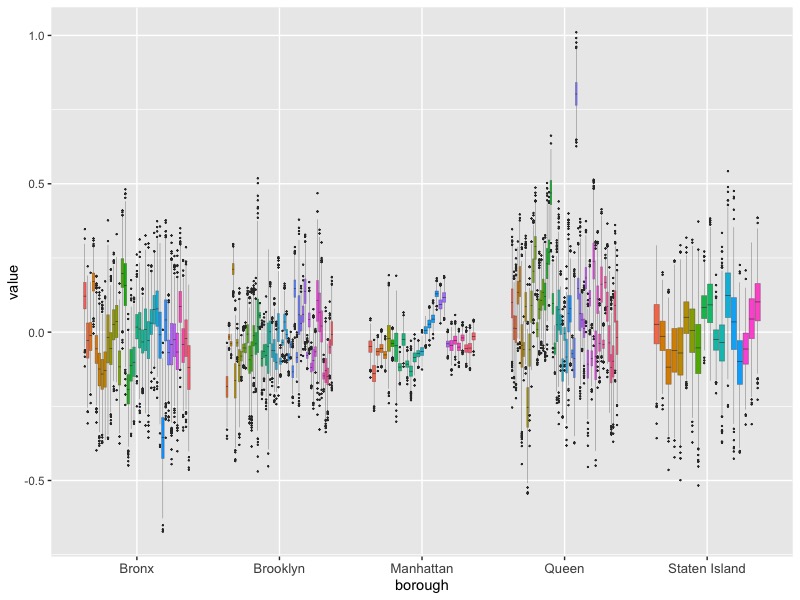 1.0
0.5
0.0
-0.5
value
Bronx
Brooklyn
Manhattan
Queen
Staten Island
borough